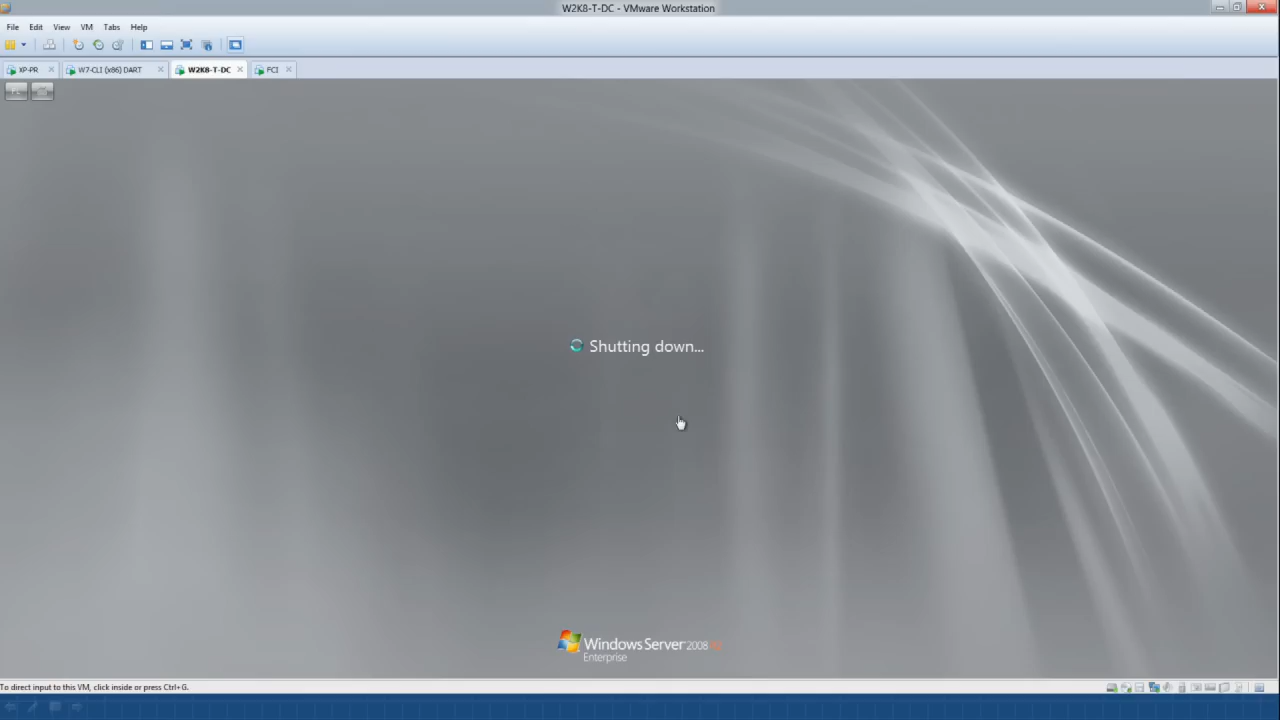 W2K8-T-DC - VMware Workstation
File Edit View VM Tabs Help
XP-PR W7-CLI (x86) DART W2K8-T-DC FCI
Shutting down...
Windows Server 2008 R2
Enterprise
To direct input to this VM, click inside or press Ctrl+G.